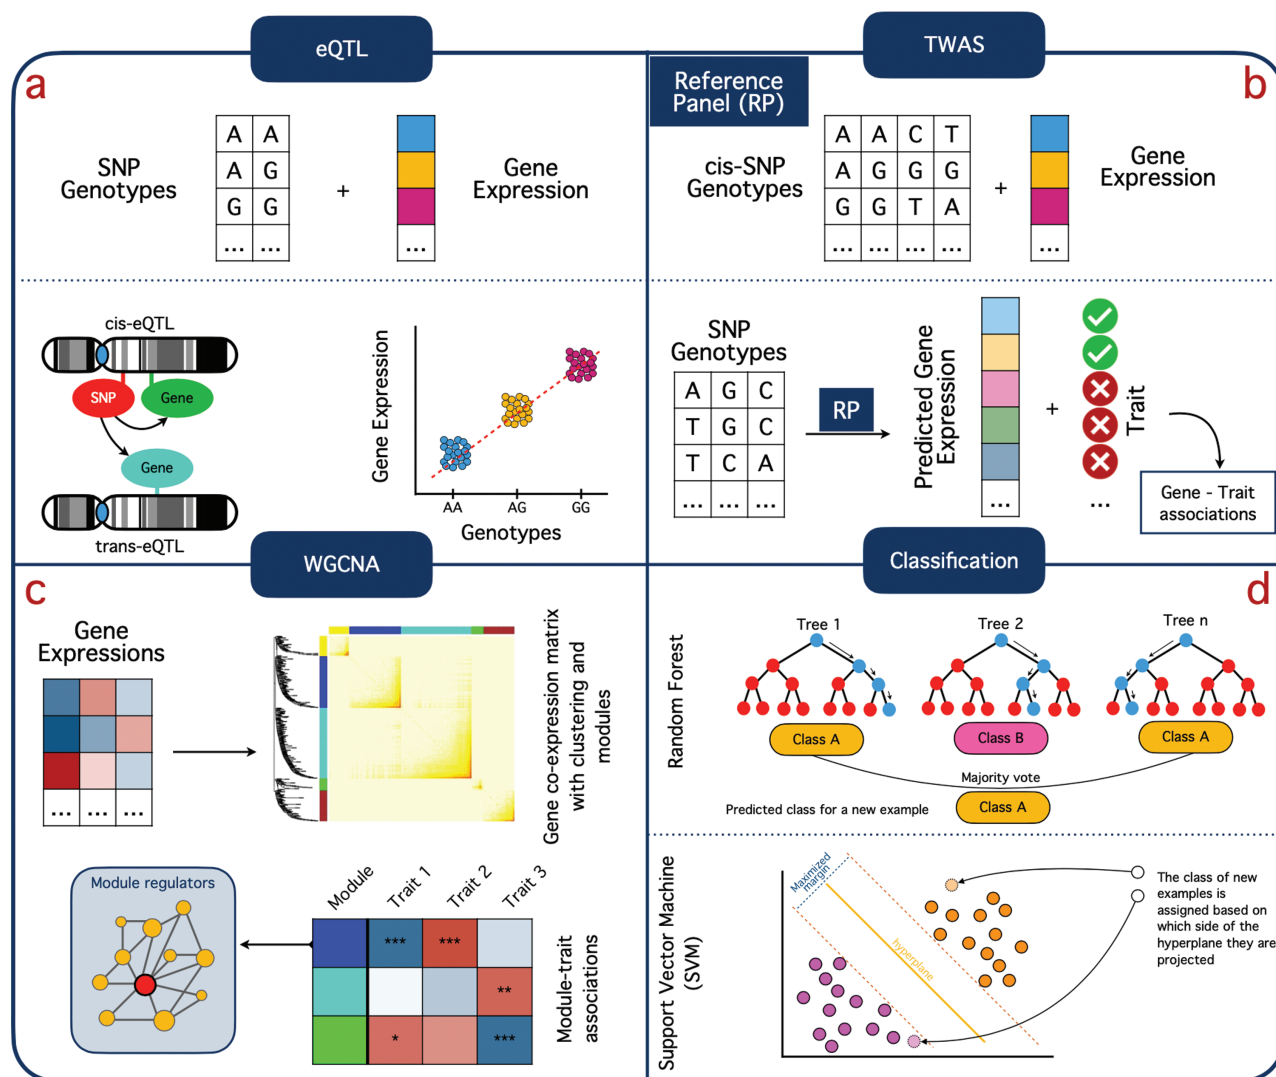 eQTL
a
SNP
Genotypes
A A
A G
G G
... ...
+
...
Gene
Expression
cis-eQTL
SNP
Gene
Gene
trans-eQTL
Gene Expression
AA AG GG
Genotypes
TWAS
b
Reference
Panel (RP)
cis-SNP
Genotypes
A A C T
A G G G
G G T A
... ... ... ...
+
...
Gene
Expression
SNP
Genotypes
A G C
T G C
T C A
... ... ...
RP
Predicted Gene
Expression
...
+
...
Trait
Gene - Trait
associations
WGCNA
c
Gene
Expressions
... ... ...
Gene co-expression matrix
with clustering and
modules
Module regulators
Module Trait 1 Trait 2 Trait 3
*** ***
**
* ***
Module-trait
associations
Classification
d
Random Forest
Tree 1 Tree 2 Tree n
Class A Class B Class A
Majority vote
Predicted class for a new example
Class A
Support Vector Machine
(SVM)
Maximized
margin
hyperplane
The class of new
examples is
assigned based on
which side of the
hyperplane they are
projected